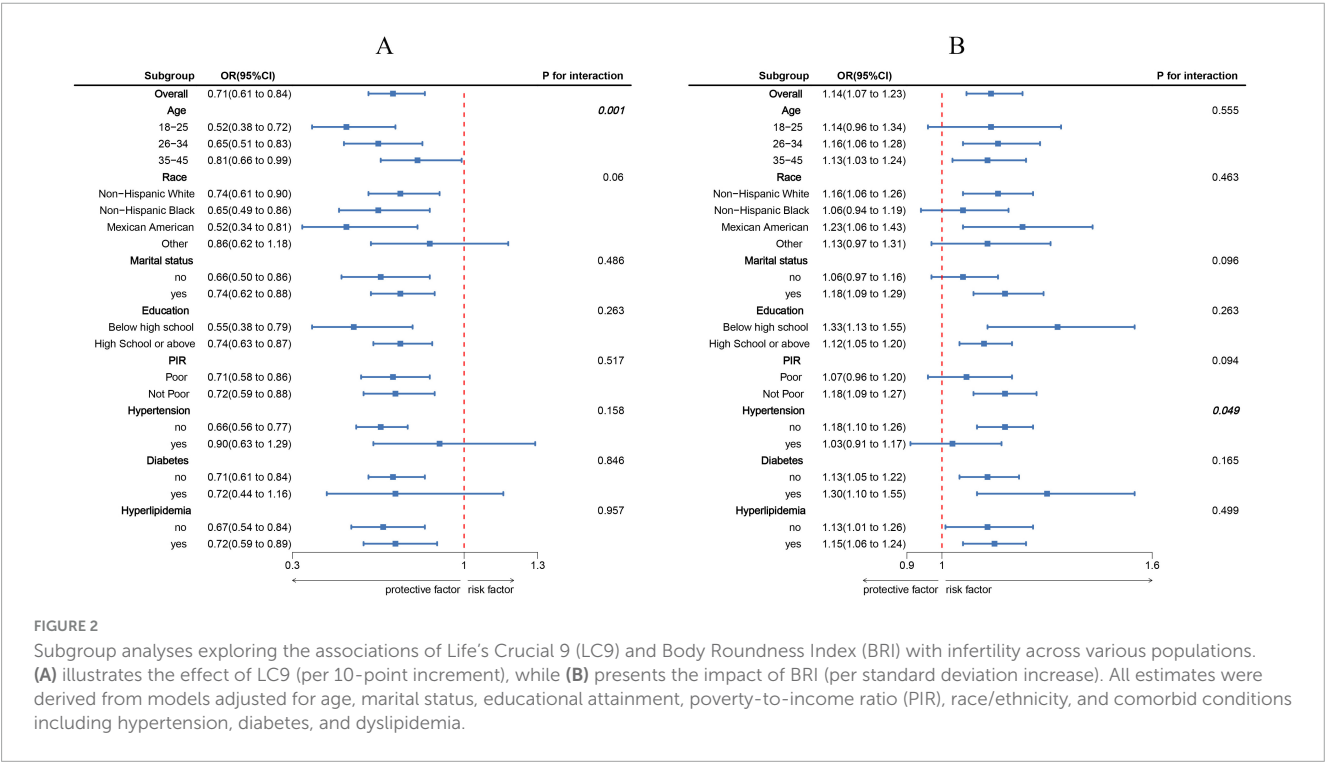 A
Subgroup OR(95%CI) P for interaction
Overall 0.71(0.61 to 0.84)
Age 0.001
18−25 0.52(0.38 to 0.72)
26−34 0.65(0.51 to 0.83)
35−45 0.81(0.66 to 0.99)
Race 0.06
Non−Hispanic White 0.74(0.61 to 0.90)
Non−Hispanic Black 0.65(0.49 to 0.86)
Mexican American 0.52(0.34 to 0.81)
Other 0.86(0.62 to 1.18)
Marital status 0.486
no 0.66(0.50 to 0.86)
yes 0.74(0.62 to 0.88)
Education 0.263
Below high school 0.55(0.38 to 0.79)
High School or above 0.74(0.63 to 0.87)
PIR 0.517
Poor 0.71(0.58 to 0.86)
Not Poor 0.72(0.59 to 0.88)
Hypertension 0.158
no 0.66(0.56 to 0.77)
yes 0.90(0.63 to 1.29)
Diabetes 0.846
no 0.71(0.61 to 0.84)
yes 0.72(0.44 to 1.16)
Hyperlipidemia 0.957
no 0.67(0.54 to 0.84)
yes 0.72(0.59 to 0.89)
0.3 1 1.3
protective factor risk factor
B
Subgroup OR(95%CI) P for interaction
Overall 1.14(1.07 to 1.23)
Age 0.555
18−25 1.14(0.96 to 1.34)
26−34 1.16(1.06 to 1.28)
35−45 1.13(1.03 to 1.24)
Race 0.463
Non−Hispanic White 1.16(1.06 to 1.26)
Non−Hispanic Black 1.06(0.94 to 1.19)
Mexican American 1.23(1.06 to 1.43)
Other 1.13(0.97 to 1.31)
Marital status 0.096
no 1.06(0.97 to 1.16)
yes 1.18(1.09 to 1.29)
Education 0.263
Below high school 1.33(1.13 to 1.55)
High School or above 1.12(1.05 to 1.20)
PIR 0.094
Poor 1.07(0.96 to 1.20)
Not Poor 1.18(1.09 to 1.27)
Hypertension 0.049
no 1.18(1.10 to 1.26)
yes 1.03(0.91 to 1.17)
Diabetes 0.165
no 1.13(1.05 to 1.22)
yes 1.30(1.10 to 1.55)
Hyperlipidemia 0.499
no 1.13(1.01 to 1.26)
yes 1.15(1.06 to 1.24)
0.9 1 1.6
protective factor risk factor
FIGURE 2
Subgroup analyses exploring the associations of Life's Crucial 9 (LC9) and Body Roundness Index (BRI) with infertility across various populations.
(A) illustrates the effect of LC9 (per 10-point increment), while (B) presents the impact of BRI (per standard deviation increase). All estimates were
derived from models adjusted for age, marital status, educational attainment, poverty-to-income ratio (PIR), race/ethnicity, and comorbid conditions
including hypertension, diabetes, and dyslipidemia.